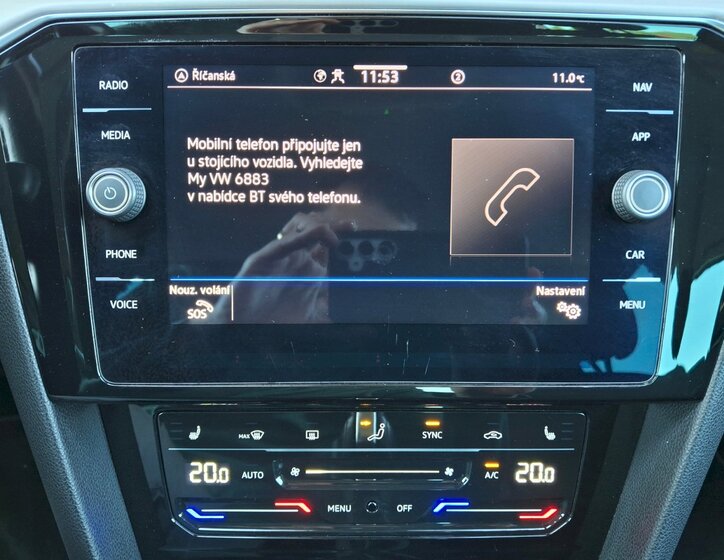 RADIO
MEDIA
PHONE
VOICE
Říčanská
11:53
2
11.0°C
Mobilní telefon připojujte jen
u stojícího vozidla. Vyhledejte
My VW 6883
v nabídce BT svého telefonu.
Nouz. volání
SOS
Nastavení
NAV
APP
CAR
MENU
MAX
SYNC
20.0
AUTO
A/C
20.0
MENU
OFF